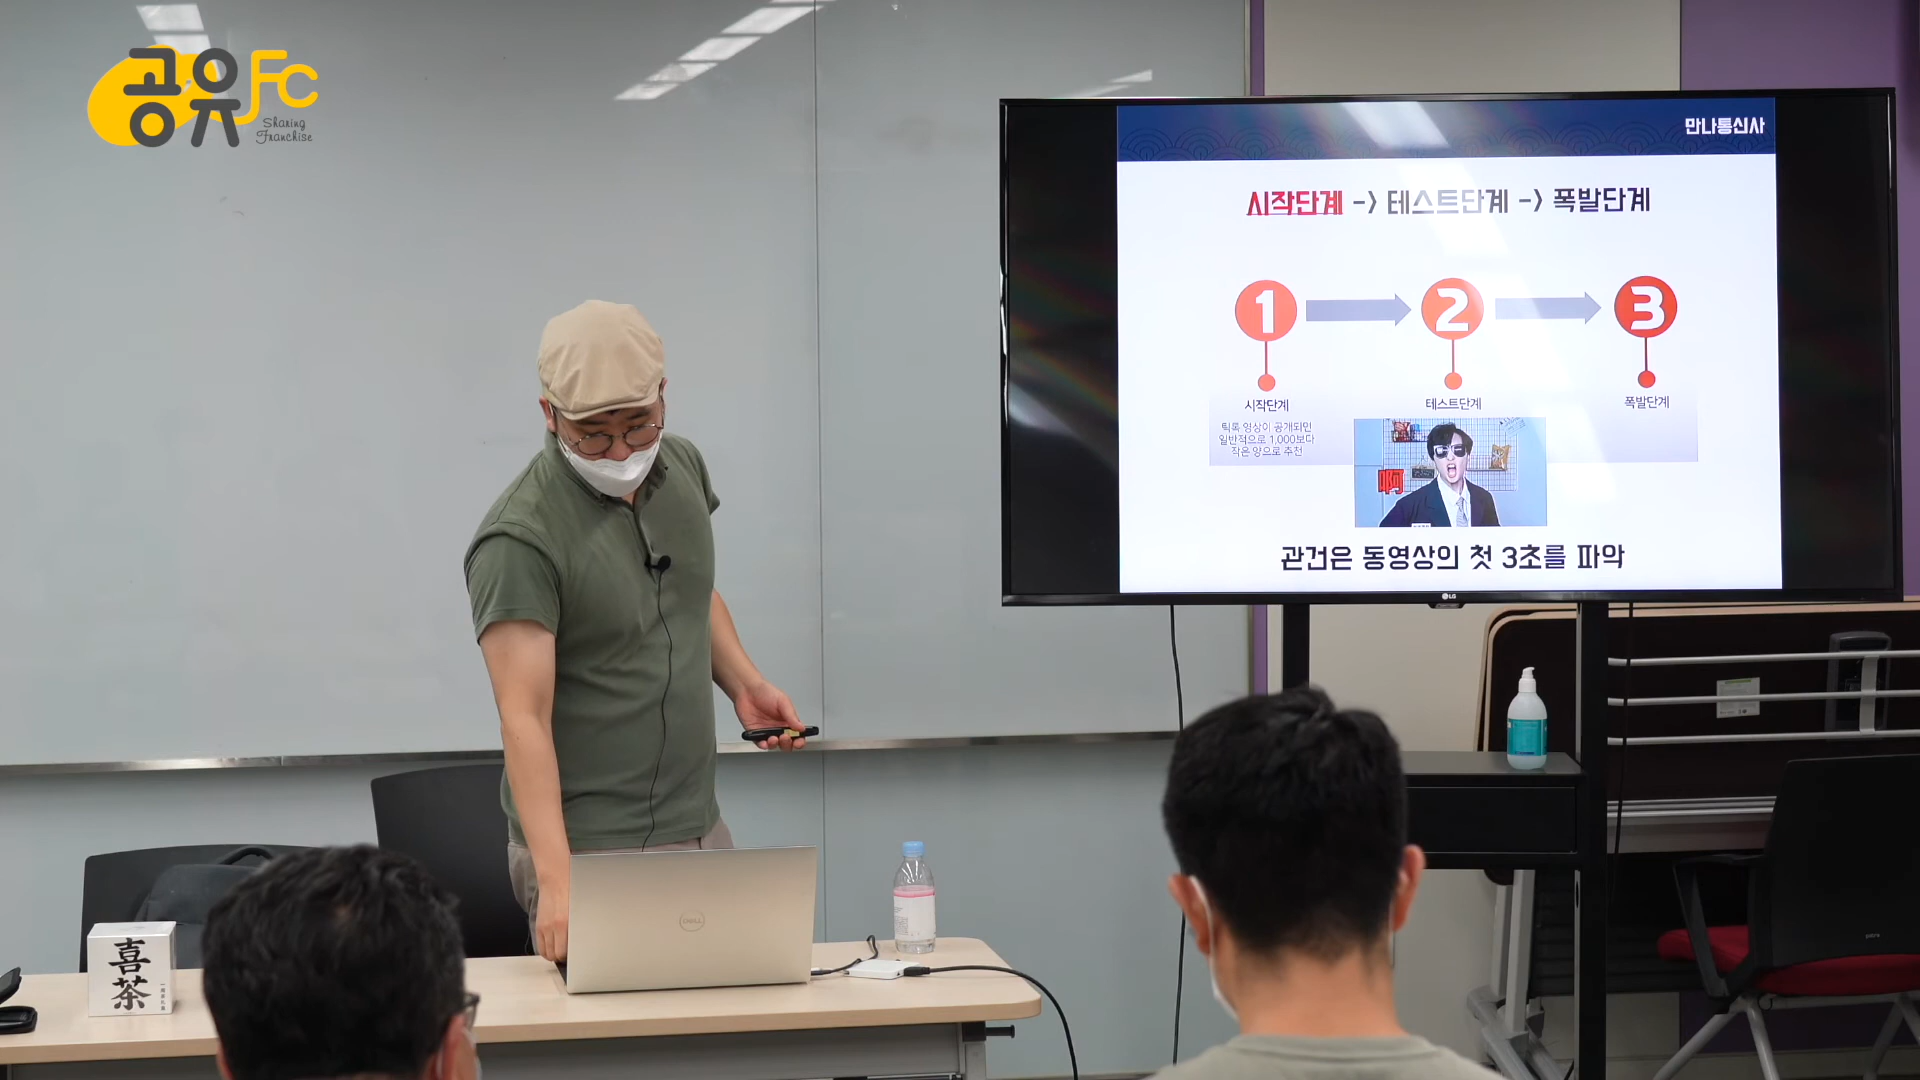 공유FC
Sharing
Franchise
만나통신사
시작단계 -> 테스트단계 -> 폭발단계
1
2
3
시작단계
테스트단계
폭발단계
틱톡 영상이 공개되면
일반적으로 1,000보다
작은 양으로 추천
啊
관건은 동영상의 첫 3초를 파악
LG
DELL
喜茶